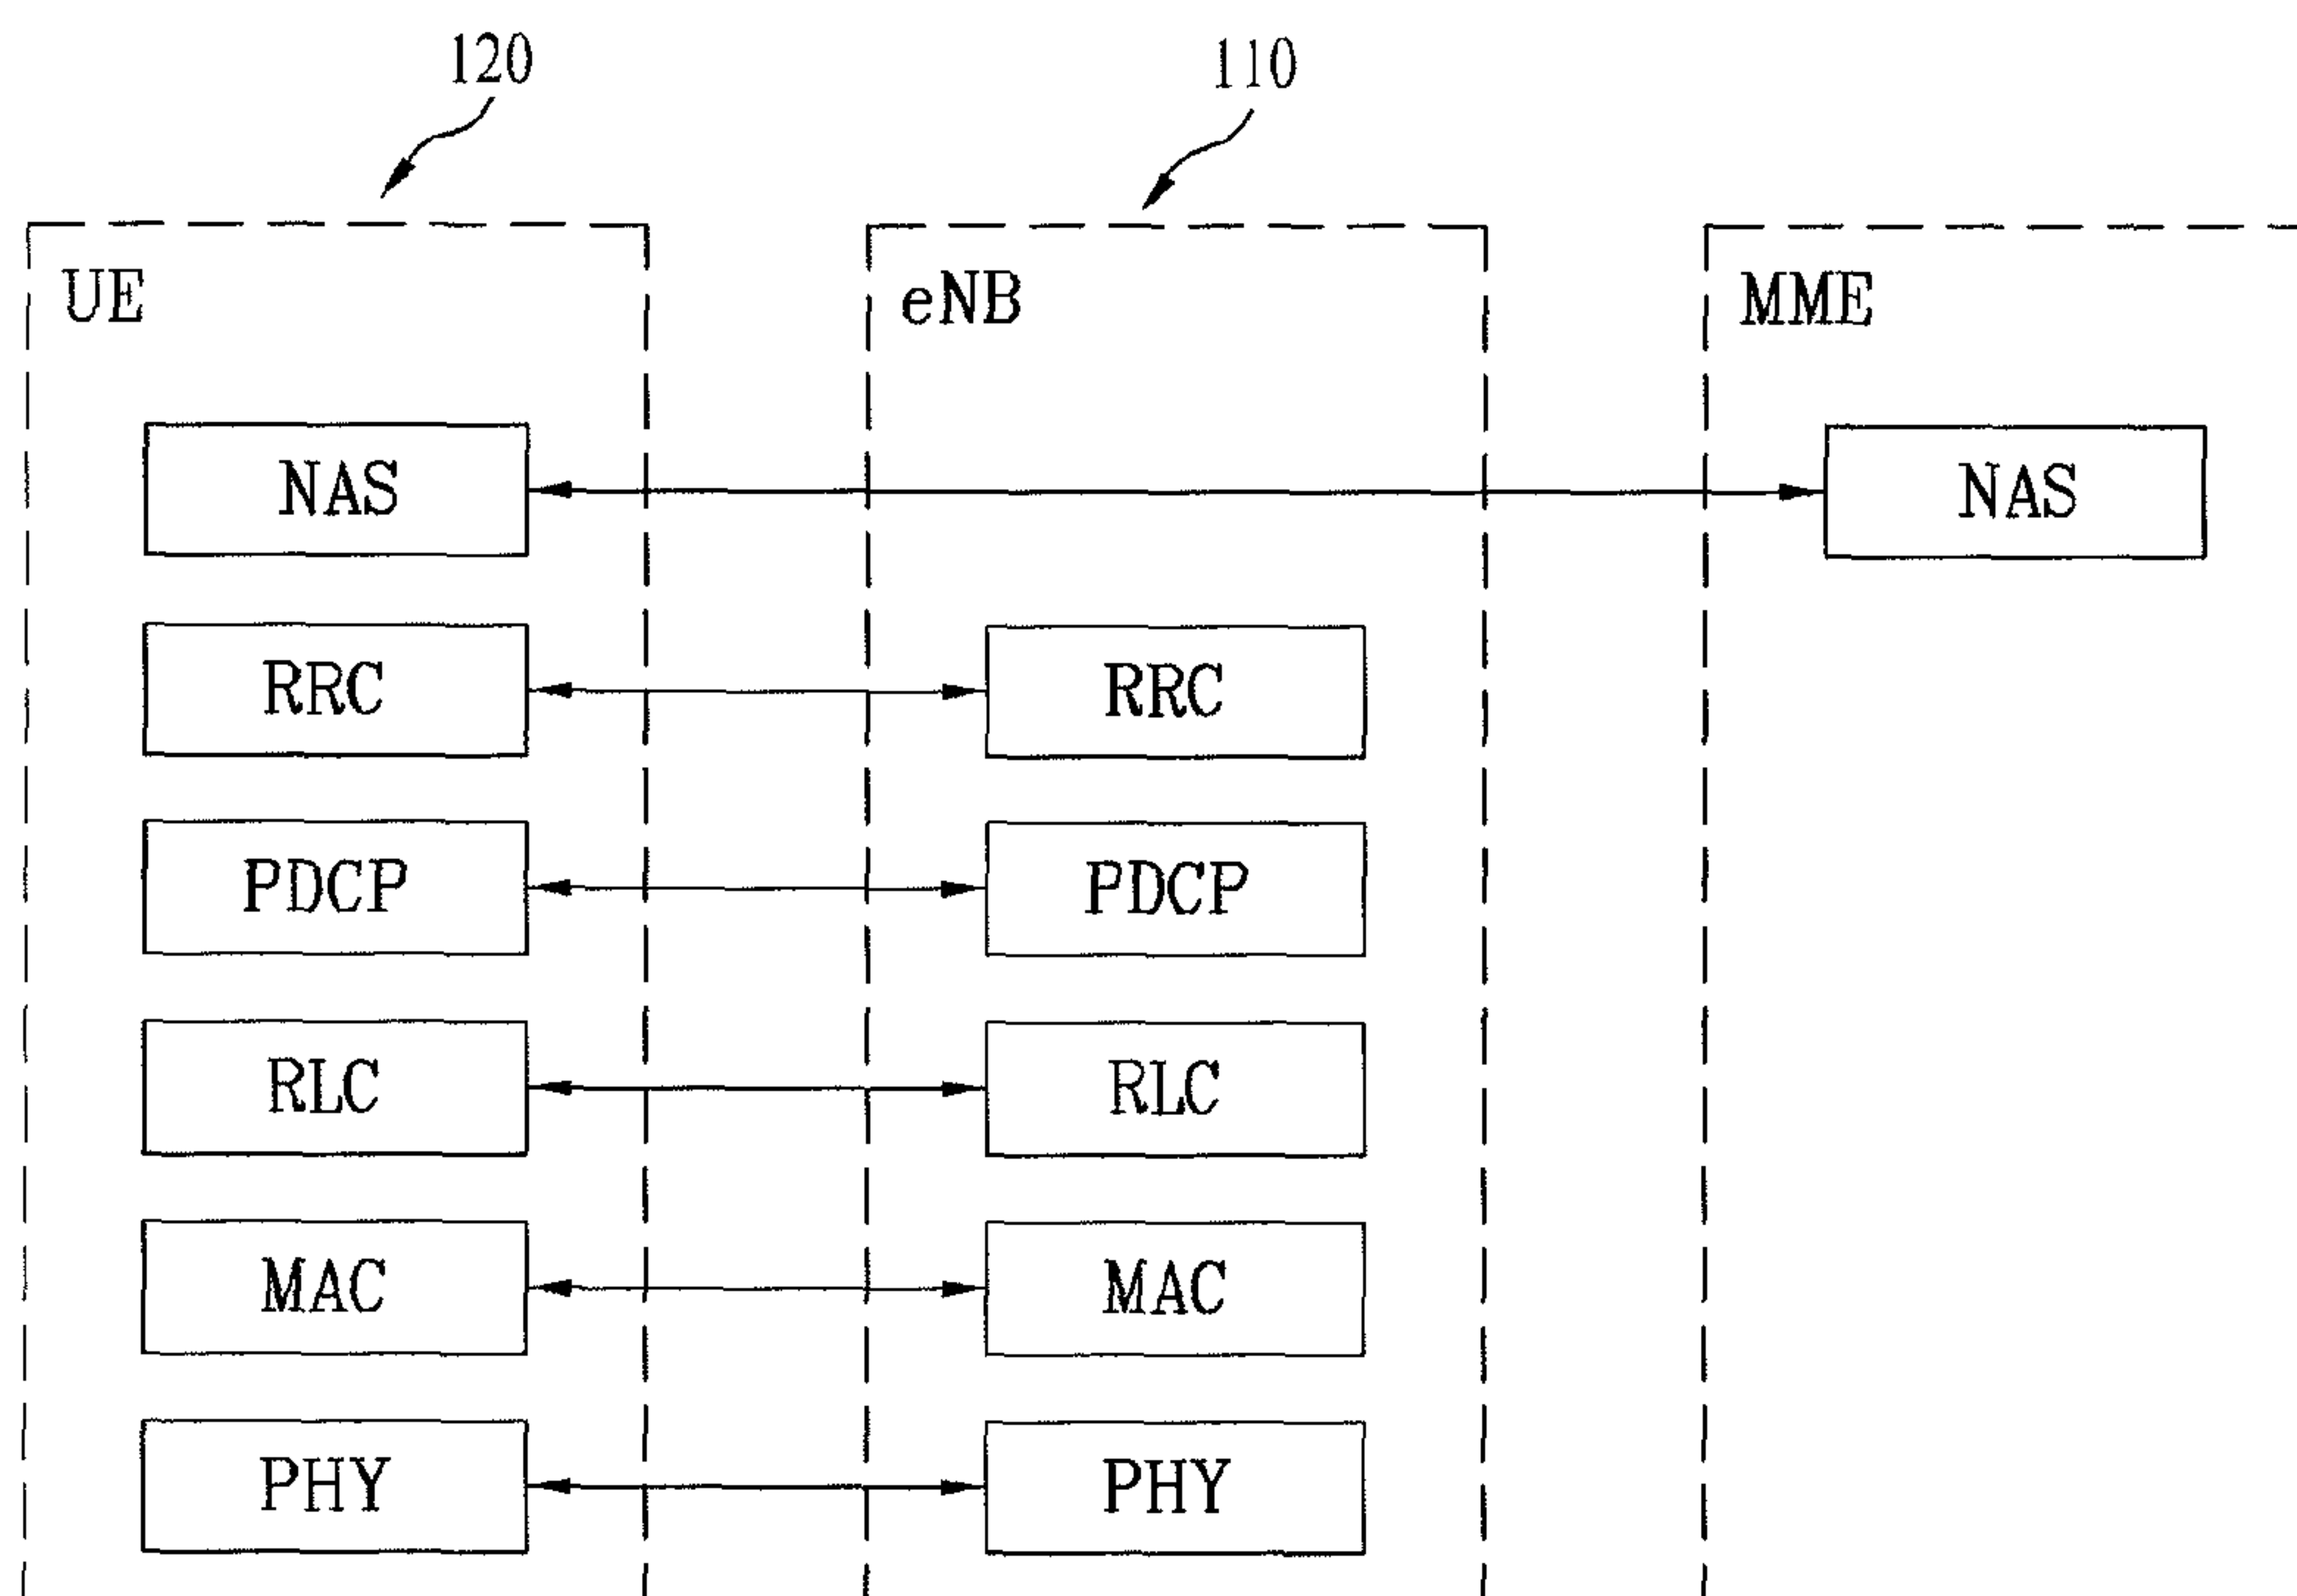 120 110
UE eNB MME
NAS NAS
RRC RRC
PDCP PDCP
RLC RLC
MAC MAC
PHY PHY